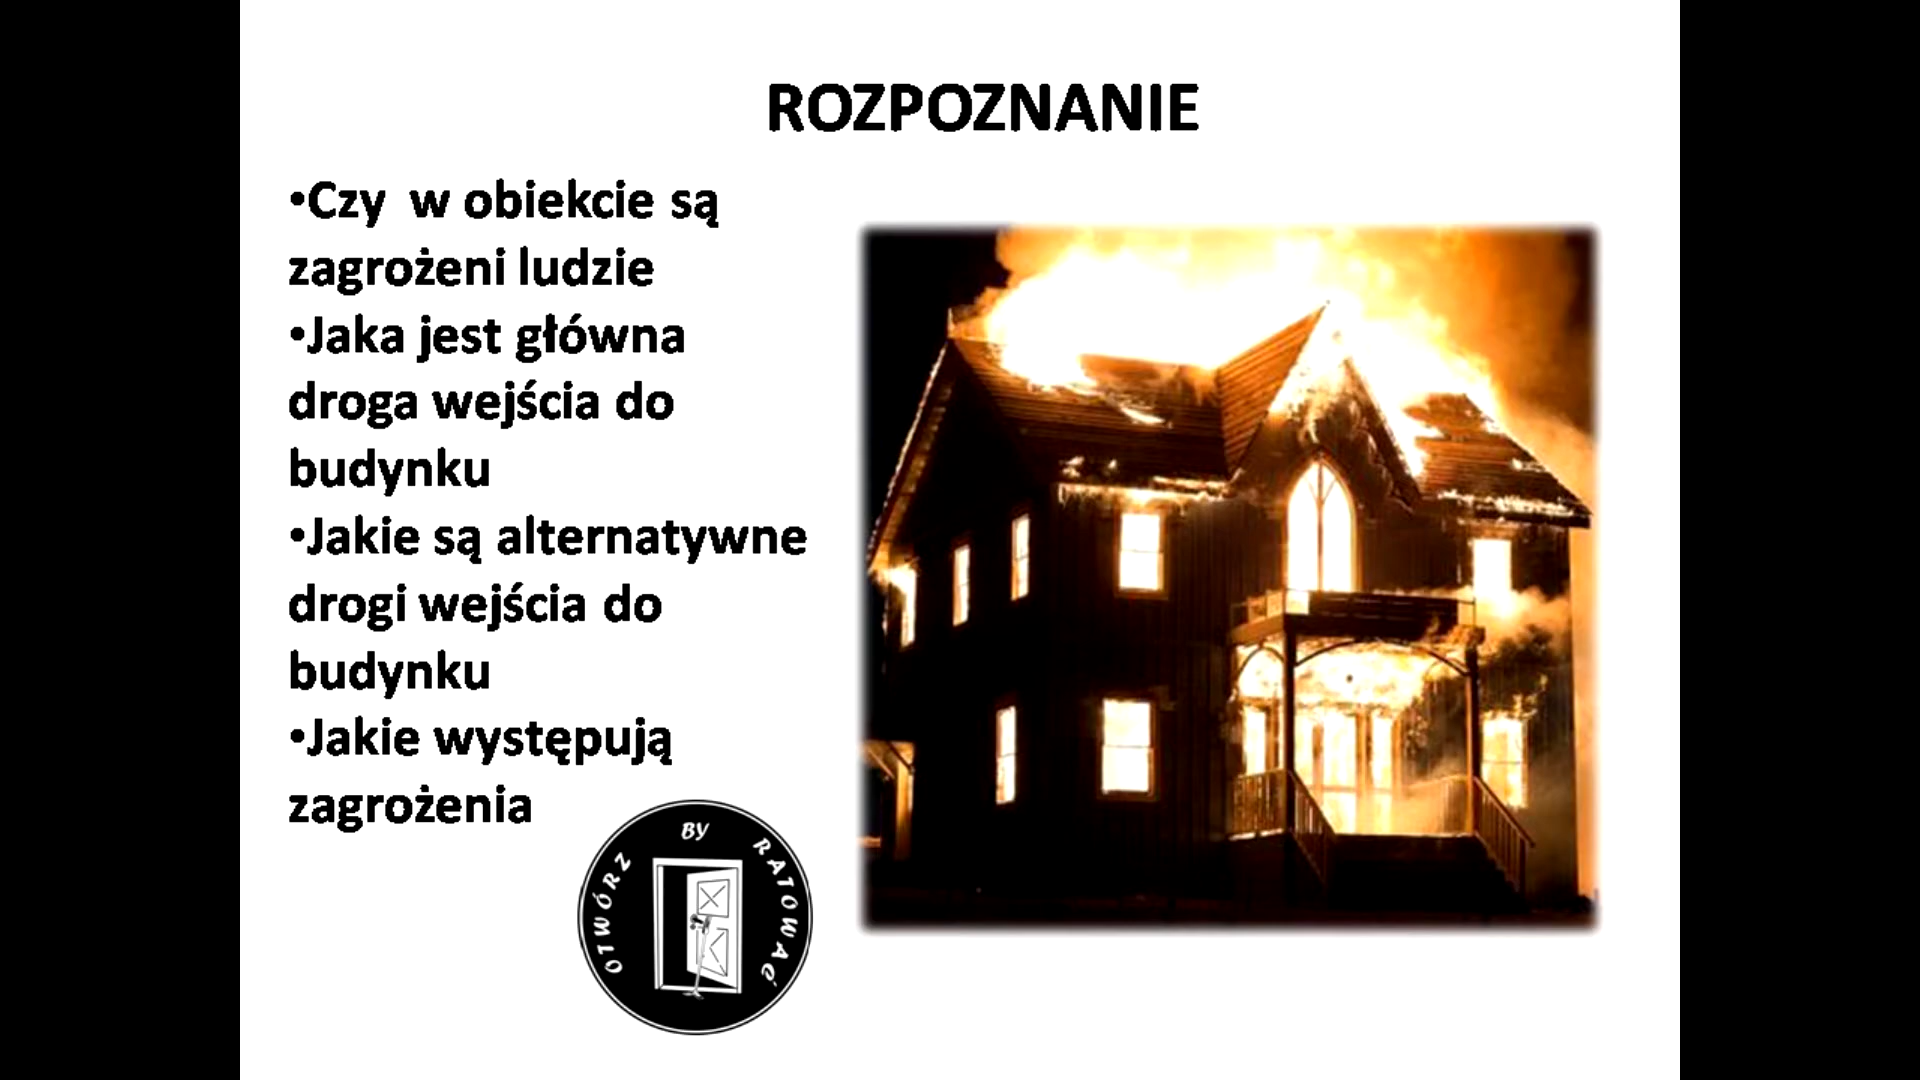 ROZPOZNANIE
•Czy w obiekcie są
zagrożeni ludzie
•Jaka jest główna
droga wejścia do
budynku
•Jakie są alternatywne
drogi wejścia do
budynku
•Jakie występują
zagrożenia
OTWÓRZ BY RATOWAĆ